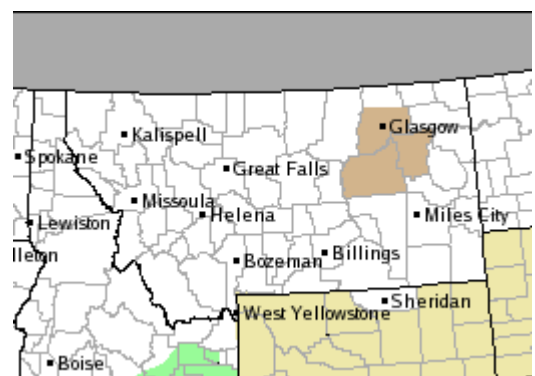 Glasgow
Kalispell
Spokane
Great Falls
Missoula
Helena
Miles City
Lewiston
lleton
Billings
Bozeman
Sheridan
West Yellowstone
Boise